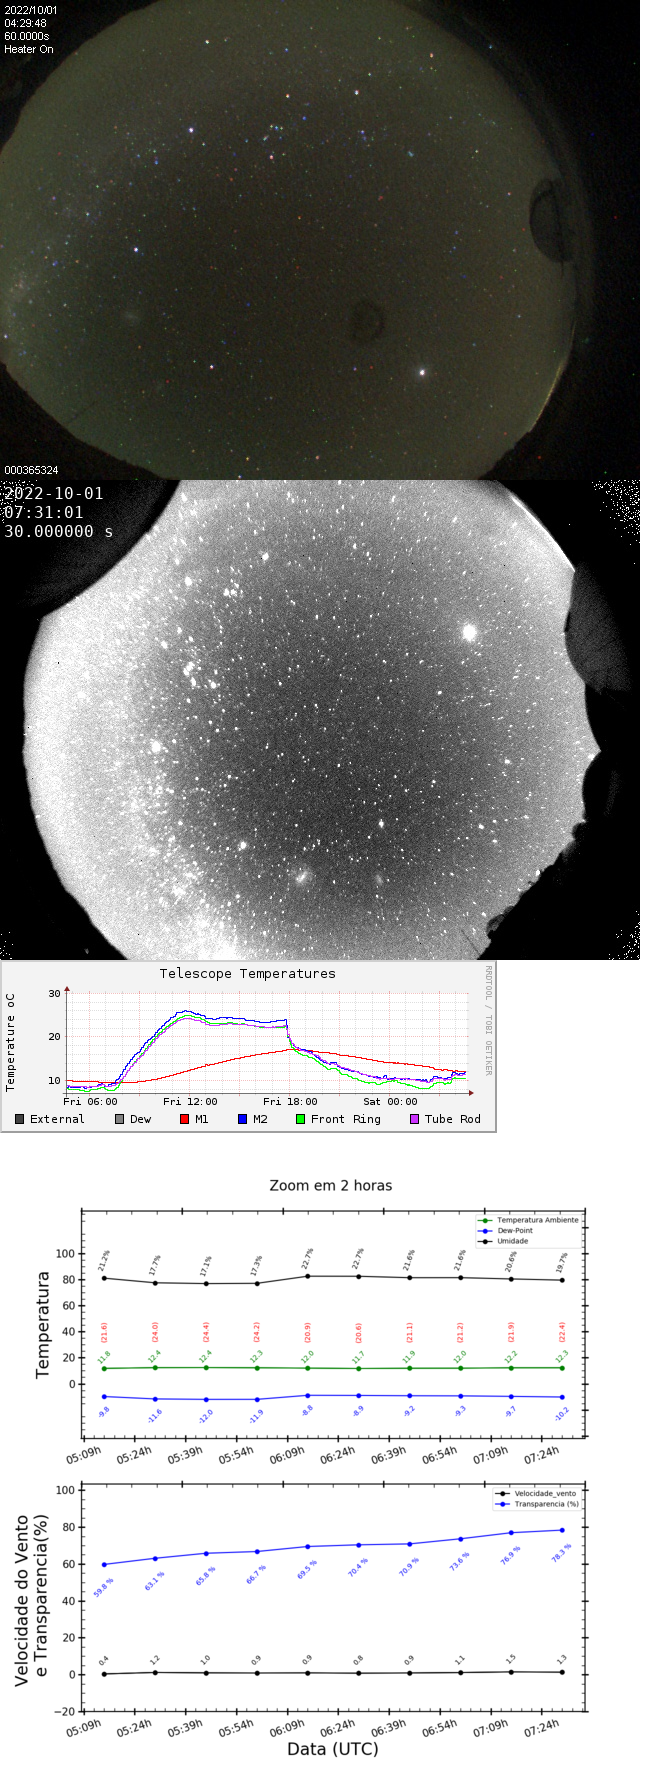 2022/10/01
04:29:48
60.0000s
Heater On
000365324
2022-10-01
07:31:01
30.000000 s
Telescope Temperatures
RRDTOOL / TOBI OETIKER
Temperature oC
30
20
10
Fri 06:00 Fri 12:00 Fri 18:00 Sat 00:00
External Dew M1 M2 Front Ring Tube Rod
Zoom em 2 horas
Temperatura Ambiente
Dew-Point
Umidade
Temperatura
100
80
60
40
20
0
21.2% 17.7% 17.1% 17.3% 22.7% 22.7% 21.6% 21.6% 20.6% 19.7%
(21.6) (24.0) (24.4) (24.2) (20.9) (20.6) (21.1) (21.2) (21.9) (22.4)
11.8 12.4 12.4 12.3 12.0 11.7 11.9 12.0 12.2 12.3
-9.8 -11.6 -12.0 -11.9 -8.8 -8.9 -9.2 -9.3 -9.7 -10.2
05:09h 05:24h 05:39h 05:54h 06:09h 06:24h 06:39h 06:54h 07:09h 07:24h
Velocidade_vento
Transparencia (%)
Velocidade do Vento
e Transparencia(%)
100
80
60
40
20
0
−20
59.8 % 63.1 % 65.8 % 66.7 % 69.5 % 70.4 % 70.9 % 73.6 % 76.9 % 78.3 %
0.4 1.2 1.0 0.9 0.9 0.8 0.9 1.1 1.5 1.3
05:09h 05:24h 05:39h 05:54h 06:09h 06:24h 06:39h 06:54h 07:09h 07:24h
Data (UTC)